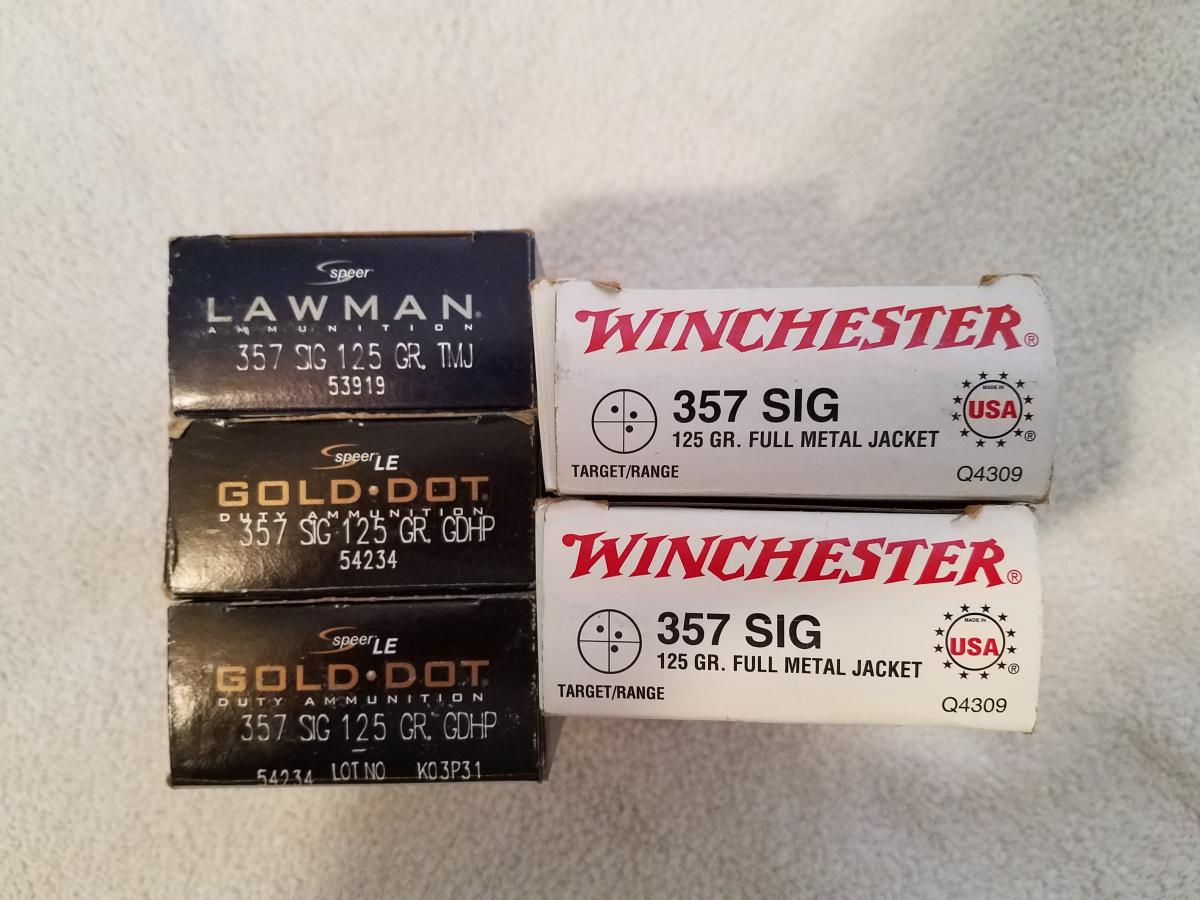 speer
LAWMAN®
AMMUNITION
357 SIG 125 GR. TMJ
53919
speer LE
GOLD·DOT®
DUTY AMMUNITION
357 SIG 125 GR. GDHP
54234
speer LE
GOLD·DOT®
DUTY AMMUNITION
357 SIG 125 GR. GDHP
54234 LOT NO K03P31
WINCHESTER®
357 SIG
125 GR. FULL METAL JACKET
TARGET/RANGE
MADE IN
USA
®
Q4309
WINCHESTER®
357 SIG
125 GR. FULL METAL JACKET
TARGET/RANGE
MADE IN
USA
®
Q4309